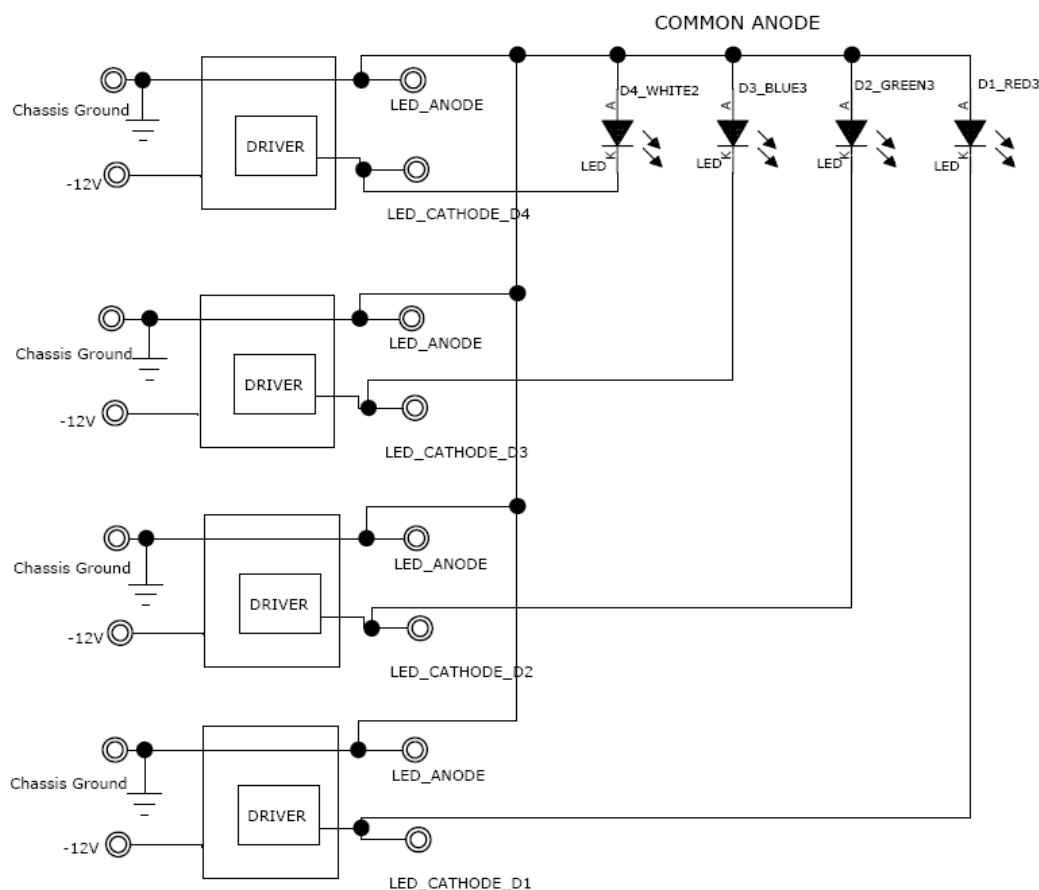 COMMON ANODE
Chassis Ground
LED_ANODE
DRIVER
-12V
LED_CATHODE_D4
D4_WHITE2
A
K
LED
D3_BLUE3
A
K
LED
D2_GREEN3
A
K
LED
D1_RED3
A
K
LED
Chassis Ground
LED_ANODE
DRIVER
-12V
LED_CATHODE_D3
Chassis Ground
LED_ANODE
DRIVER
-12V
LED_CATHODE_D2
Chassis Ground
LED_ANODE
DRIVER
-12V
LED_CATHODE_D1